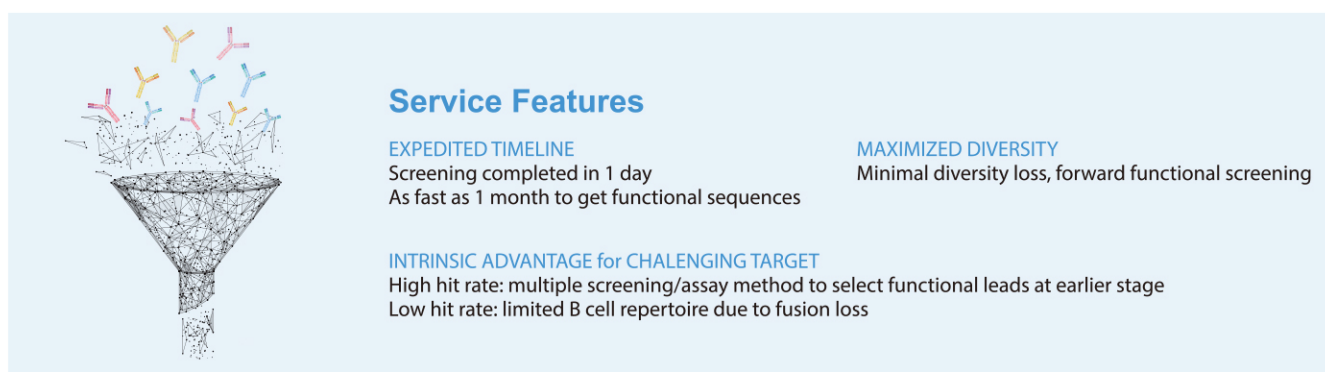 Service Features
EXPEDITED TIMELINE
Screening completed in 1 day
As fast as 1 month to get functional sequences
MAXIMIZED DIVERSITY
Minimal diversity loss, forward functional screening
INTRINSIC ADVANTAGE for CHALENGING TARGET
High hit rate: multiple screening/assay method to select functional leads at earlier stage
Low hit rate: limited B cell repertoire due to fusion loss